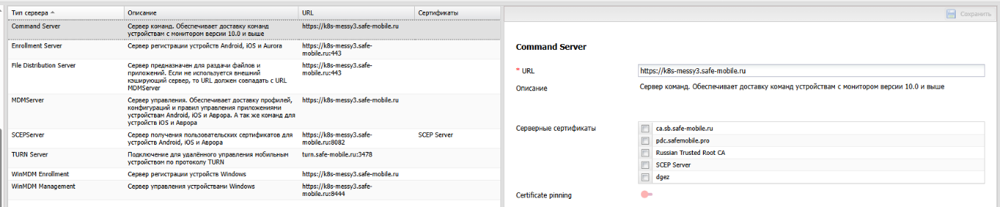 Тип сервера
Описание
URL
Сертификаты
Command Server
Сервер команд. Обеспечивает доставку команд
устройствам с монитором версии 10.0 и выше
https://k8s-messy3.safe-mobile.ru
Enrollment Server
Сервер регистрации устройств Android, iOS и Aurora
https://k8s-messy3.safe-
mobile.ru:443
File Distribution Server
Сервер предназначен для раздачи файлов и
приложений. Если не используется внешний
кэширующий сервер, то URL должен совпадать с URL
MDMServer
https://k8s-messy3.safe-
mobile.ru:443
MDMServer
Сервер управления. Обеспечивает доставку профилей,
конфигураций и правил управления приложениями
устройствам Android, iOS и Аврора. А так же команд для
устройств iOS и Аврора
https://k8s-messy3.safe-mobile.ru
SCEPServer
Сервер получения пользовательских сертификатов для
устройств Android, iOS и Аврора
https://k8s-messy3.safe-
mobile.ru:8082
SCEP Server
TURN Server
Подключение для удалённого управления мобильным
устройством по протоколу TURN
turn.safe-mobile.ru:3478
WinMDM Enrollment
Сервер регистрации устройств Windows
https://k8s-messy3.safe-mobile.ru
WinMDM Management
Сервер управления устройствами Windows
https://k8s-messy3.safe-
mobile.ru:8444
Сохранить
Command Server
* URL
https://k8s-messy3.safe-mobile.ru
Описание
Сервер команд. Обеспечивает доставку команд устройствам с монитором версии 10.0 и выше
Серверные сертификаты
ca.sb.safe-mobile.ru
pdc.safemobile.pro
Russian Trusted Root CA
SCEP Server
dgez
Certificate pinning